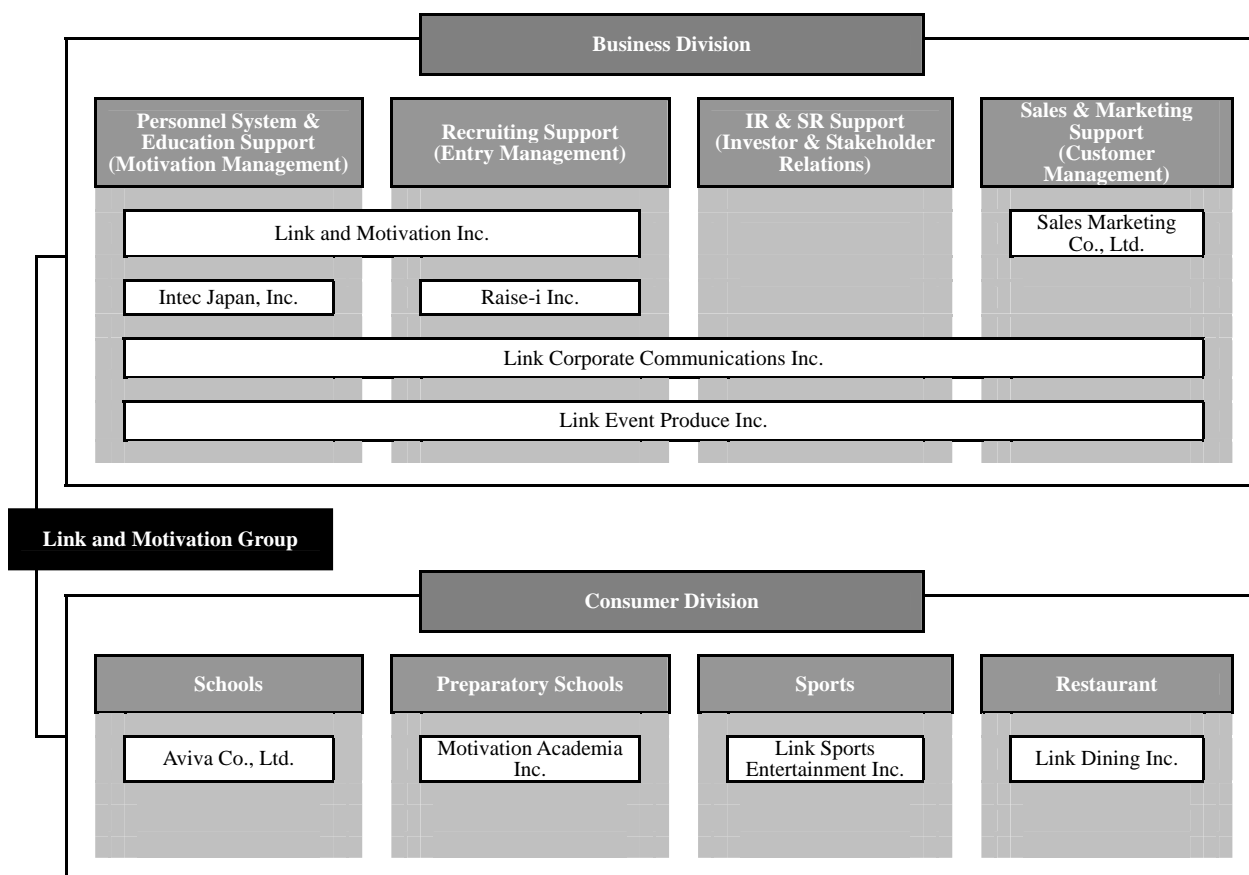 Business Division
Personnel System &
Education Support
(Motivation Management)
Recruiting Support
(Entry Management)
IR & SR Support
(Investor & Stakeholder
Relations)
Sales & Marketing
Support
(Customer
Management)
Link and Motivation Inc.
Sales Marketing
Co., Ltd.
Intec Japan, Inc.
Raise-i Inc.
Link Corporate Communications Inc.
Link Event Produce Inc.
Link and Motivation Group
Consumer Division
Schools
Preparatory Schools
Sports
Restaurant
Aviva Co., Ltd.
Motivation Academia
Inc.
Link Sports
Entertainment Inc.
Link Dining Inc.